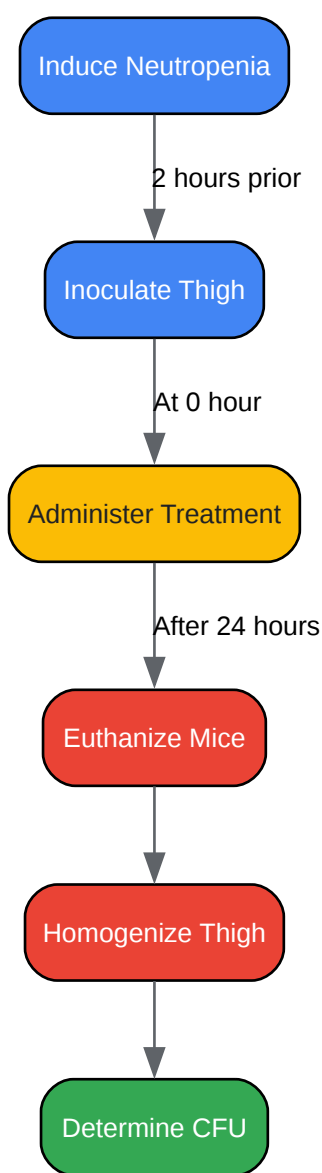 Induce Neutropenia
2 hours prior
Inoculate Thigh
At 0 hour
Administer Treatment
After 24 hours
Euthanize Mice
Homogenize Thigh
Determine CFU